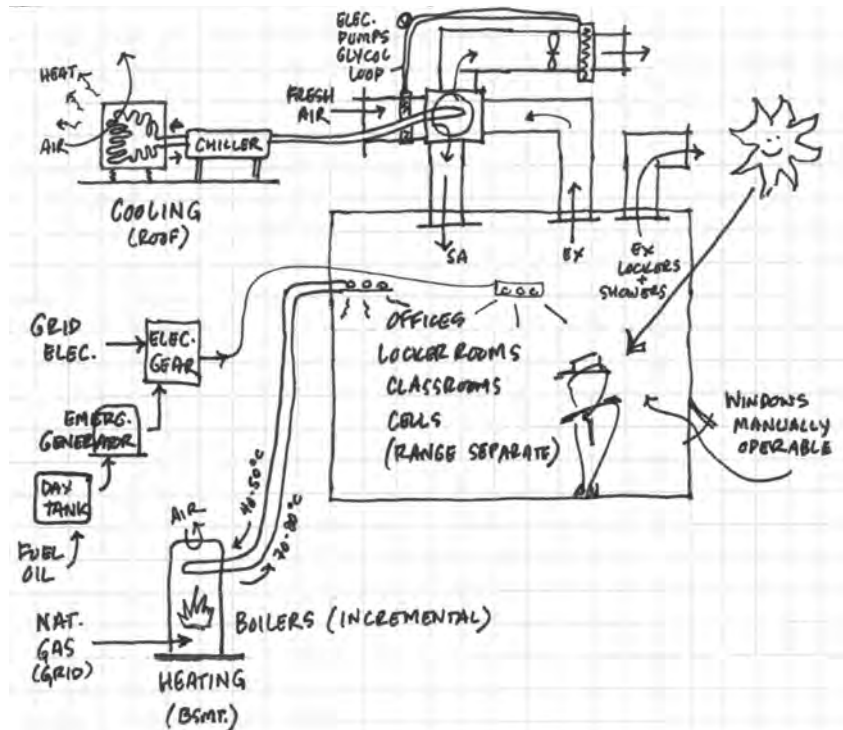 ELEC.
PUMPS
GLYCOL
LOOP
HEAT
AIR
CHILLER
FRESH
AIR
COOLING
(ROOF)
SA
EX
EX
LOCKERS
+
SHOWERS
GRID
ELEC.
ELEC.
GEAR
EMERG.
GENERATOR
DAY
TANK
FUEL
OIL
OFFICES
LOCKER ROOMS
CLASSROOMS
CELLS
(RANGE SEPARATE)
WINDOWS
MANUALLY
OPERABLE
AIR
40-50°C
70-80°C
NAT.
GAS
(GRID)
BOILERS (INCREMENTAL)
HEATING
(BSMT.)